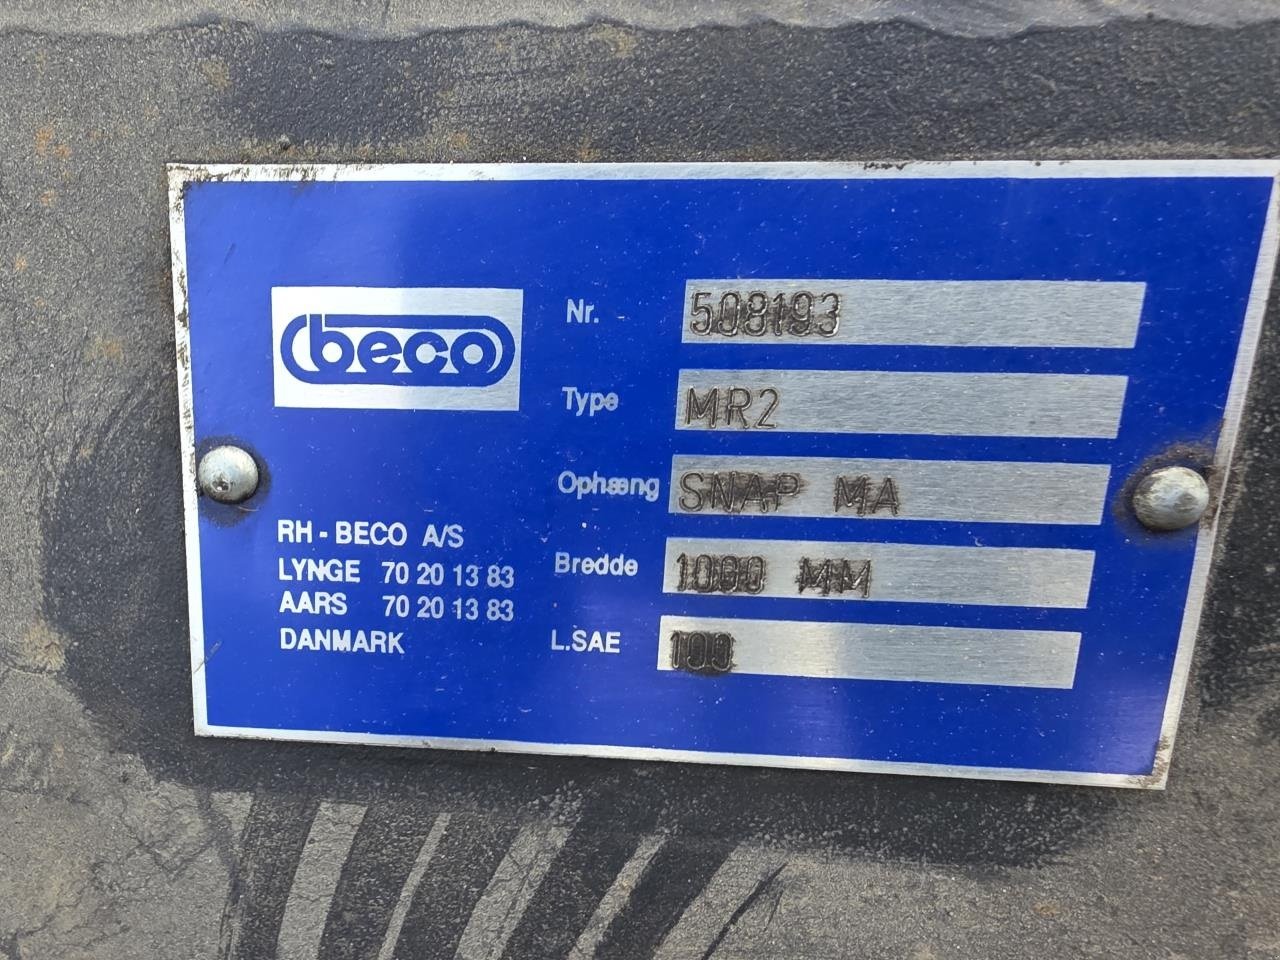 beco
Nr. 508193
Type MR2
Ophæng SNAP MA
Bredde 1000 MM
L.SAE 100
RH - BECO A/S
LYNGE 70 20 13 83
AARS 70 20 13 83
DANMARK